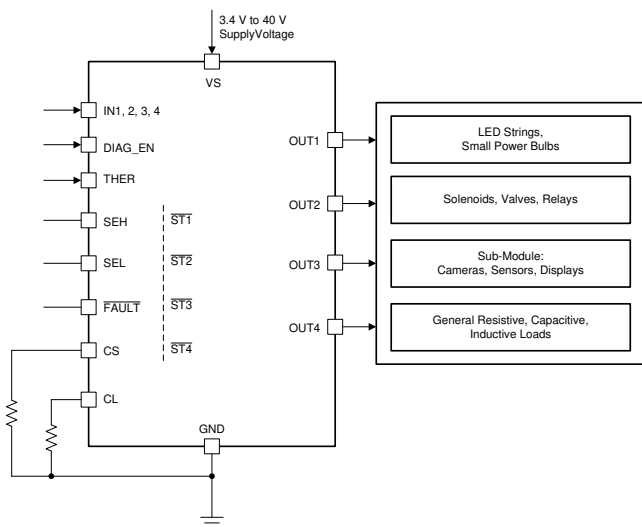 3.4 V to 40 V
SupplyVoltage
VS
IN1, 2, 3, 4
DIAG_EN
THER
SEH
SEL
FAULT
CS
CL
ST1
ST2
ST3
ST4
GND
OUT1
OUT2
OUT3
OUT4
LED Strings,
Small Power Bulbs
Solenoids, Valves, Relays
Sub-Module:
Cameras, Sensors, Displays
General Resistive, Capacitive,
Inductive Loads